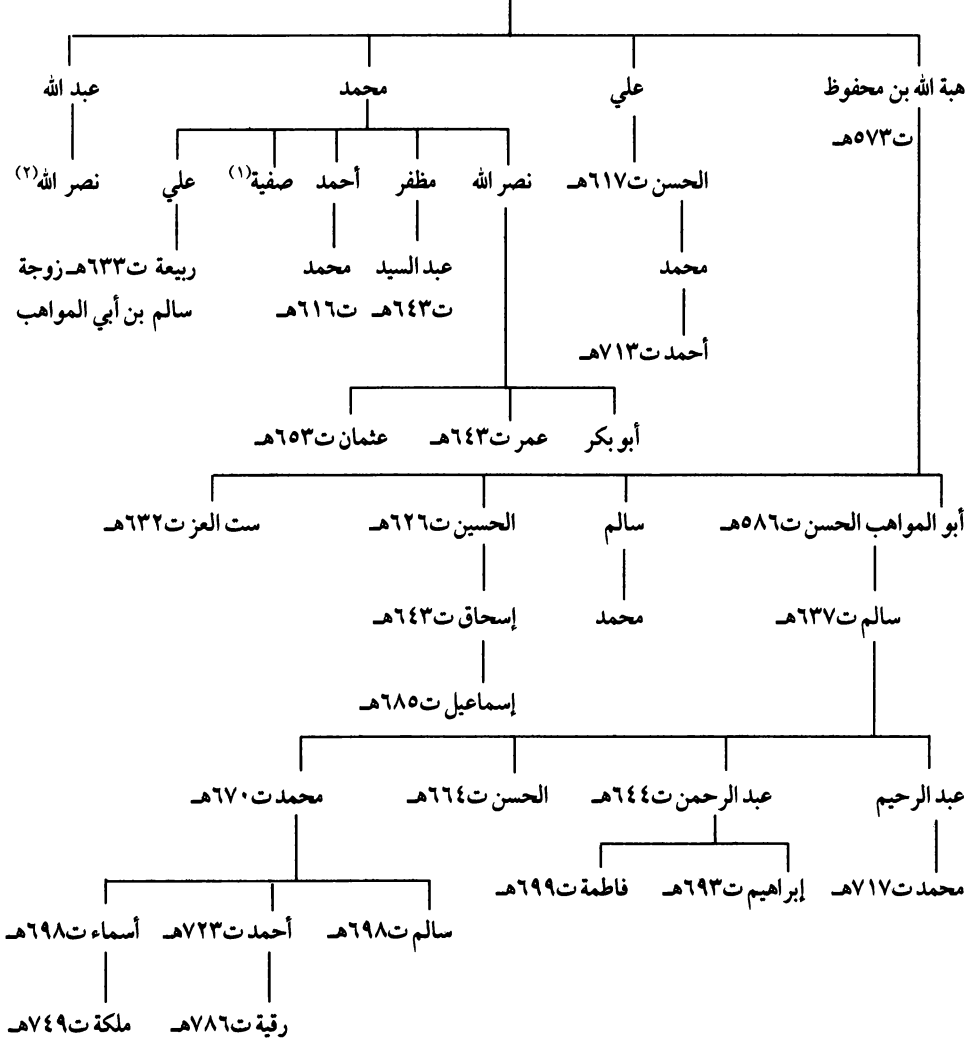 هبة الله بن محفوظ علي محمد عبد الله
ت٥٧٣هـ
الحسن ت٦١٧هـ نصر الله مظفر أحمد صفية(١) علي نصر الله(٢)
محمد عبد السيد محمد ربيعة ت٦٣٣هـ زوجة
ت٦٤٣هـ ت٦١٦هـ سالم بن أبي المواهب
أحمد ت٧١٣هـ
أبو بكر عمر ت٦٤٣هـ عثمان ت٦٥٣هـ
أبو المواهب الحسن ت٥٨٦هـ سالم الحسين ت٦٢٦هـ ست العز ت٦٣٢هـ
سالم ت٦٣٧هـ محمد إسحاق ت٦٤٣هـ
إسماعيل ت٦٨٥هـ
عبد الرحيم عبد الرحمن ت٦٤٤هـ الحسن ت٦٦٤هـ محمد ت٦٧٠هـ
محمد ت٧١٧هـ إبراهيم ت٦٩٣هـ فاطمة ت٦٩٩هـ
سالم ت٦٩٨هـ أحمد ت٧٢٣هـ أسماء ت٦٩٨هـ
رقية ت٧٨٦هـ ملكة ت٧٤٩هـ